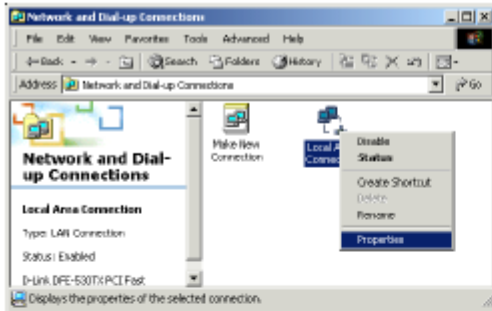 Network and Dial-up Connections
File Edit View Favorites Tools Advanced Help
Back Search Folders History
Address Network and Dial-up Connections Go
Network and Dial-
up Connections
Local Area Connection
Type: LAN Connection
Status: Enabled
D-Link DFE-530TX PCI Fast
Make New
Connection
Local A
Connec
Disable
Status
Create Shortcut
Delete
Rename
Properties
Displays the properties of the selected connection.